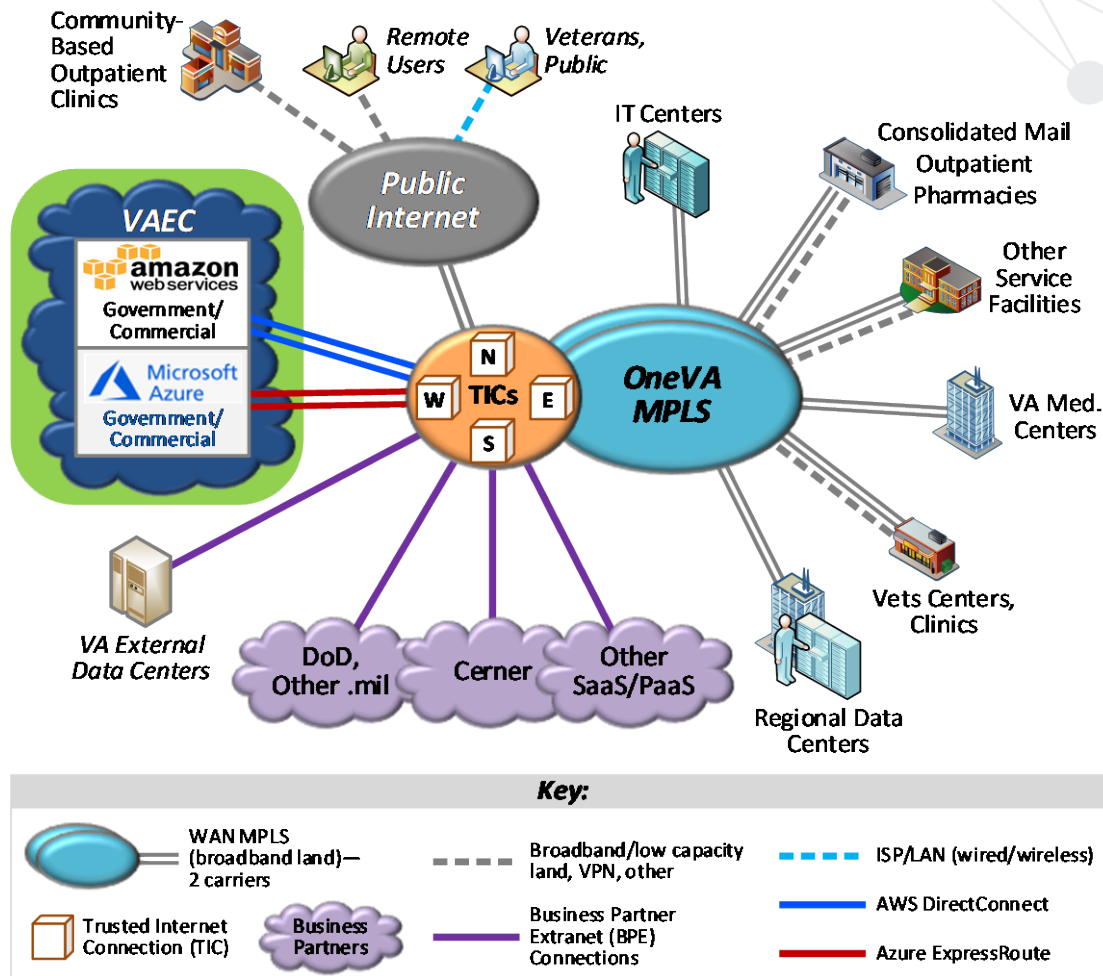 Community-
Based
Outpatient
Clinics
Remote
Users
Veterans,
Public
IT Centers
Consolidated Mail
Outpatient
Pharmacies
Public
Internet
VAEC
amazon
web services
Government/
Commercial
Microsoft
Azure
Government/
Commercial
Other
Service
Facilities
N
W
TICs
E
S
OneVA
MPLS
VA Med.
Centers
Vets Centers,
Clinics
VA External
Data Centers
DoD,
Other .mil
Cerner
Other
SaaS/PaaS
Regional Data
Centers
Key:
WAN MPLS
(broadband land)—
2 carriers
Broadband/low capacity
land, VPN, other
ISP/LAN (wired/wireless)
Trusted Internet
Connection (TIC)
Business
Partners
Business Partner
Extranet (BPE)
Connections
AWS DirectConnect
Azure ExpressRoute